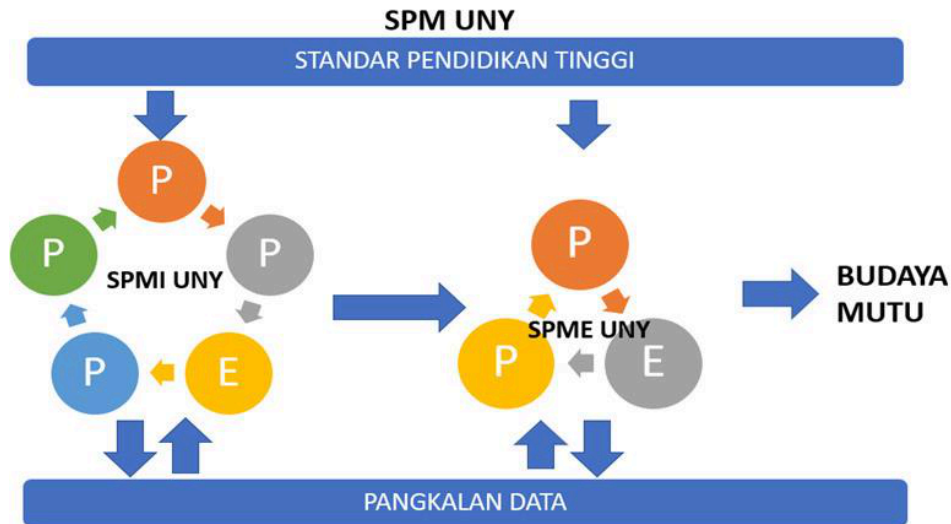 SPM UNY
STANDAR PENDIDIKAN TINGGI
P
P
P
SPMI UNY
P
E
P
SPME UNY
P
E
BUDAYA
MUTU
PANGKALAN DATA